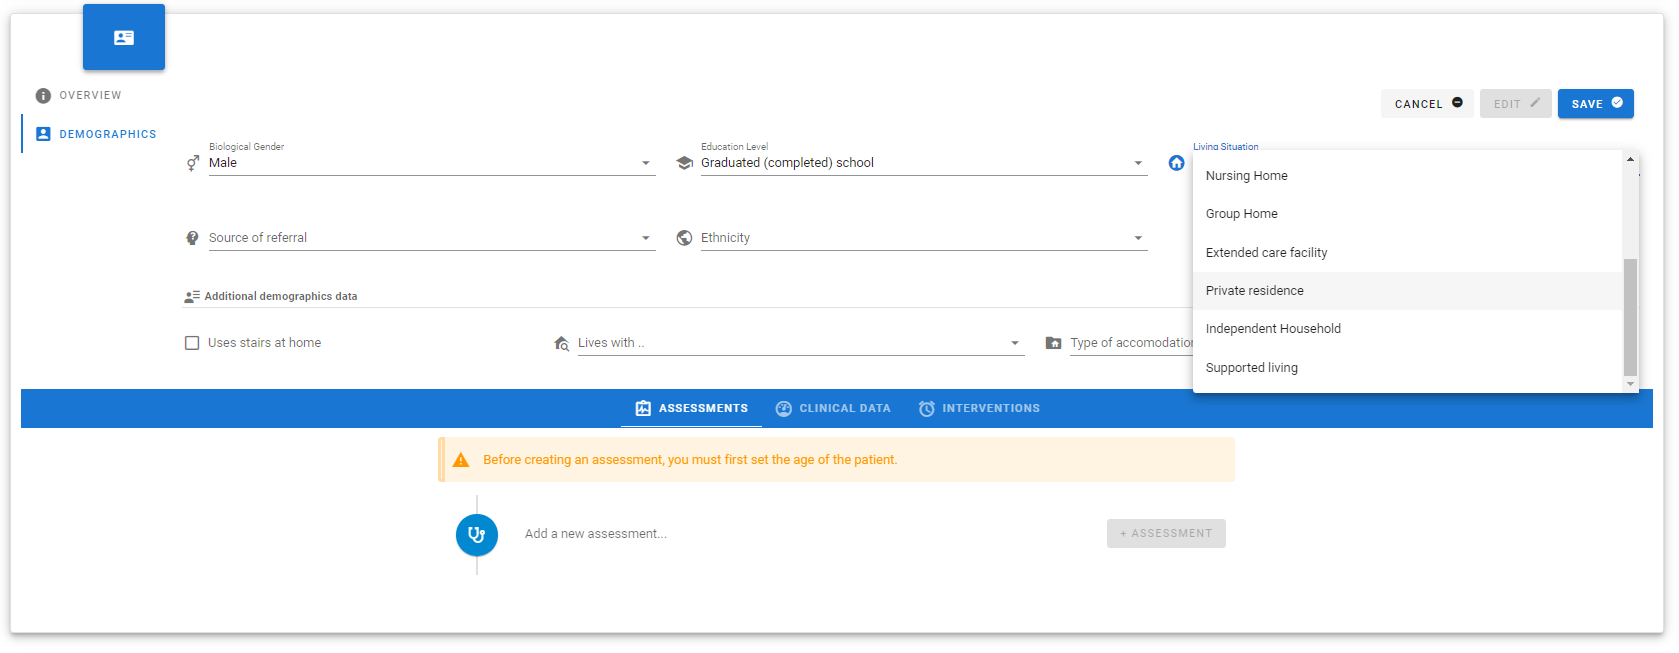 OVERVIEW
DEMOGRAPHICS
CANCEL
EDIT
SAVE
Biological Gender
Male
Education Level
Graduated (completed) school
Living Situation
Nursing Home
Group Home
Extended care facility
Private residence
Independent Household
Supported living
Source of referral
Ethnicity
Additional demographics data
Uses stairs at home
Lives with ..
Type of accomodation
ASSESSMENTS
CLINICAL DATA
INTERVENTIONS
Before creating an assessment, you must first set the age of the patient.
Add a new assessment...
+ ASSESSMENT